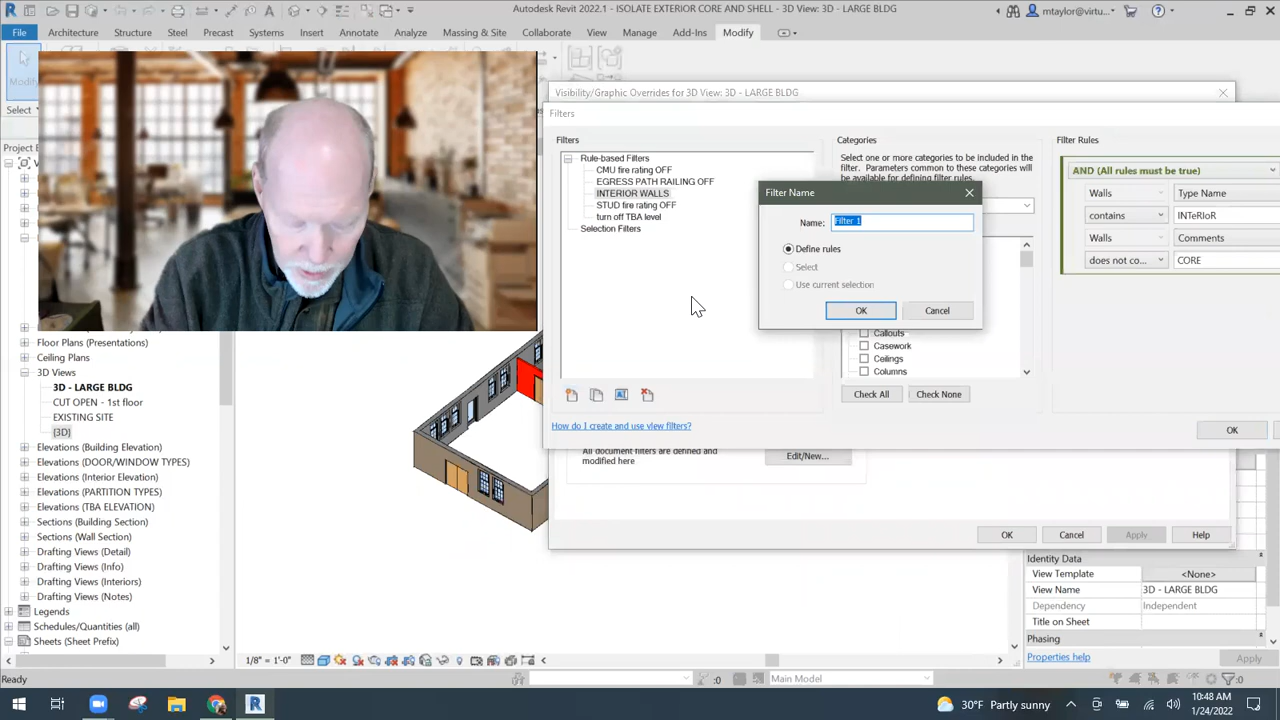 Autodesk Revit 2022.1 - ISOLATE EXTERIOR CORE AND SHELL - 3D View: 3D - LARGE BLDG
mtaylor@virtu...
File Architecture Structure Steel Precast Systems Insert Annotate Analyze Massing & Site Collaborate View Manage Add-Ins Modify
Modify
Select
Visibility/Graphic Overrides for 3D View: 3D - LARGE BLDG
Filters
Project B
Filters
Rule-based Filters
CMU fire rating OFF
EGRESS PATH RAILING OFF
INTERIOR WALLS
STUD fire rating OFF
turn off TBA level
Selection Filters
Categories
Select one or more categories to be included in the
filter. Parameters common to these categories
will be available for defining filter rules.
Filter Rules
AND (All rules must be true)
Walls Type Name
contains INTeRIoR
Walls Comments
does not co... CORE
Filter Name
Name: Filter 1
Define rules
Select
Use current selection
OK Cancel
Callouts
Casework
Ceilings
Columns
Check All Check None
How do I create and use view filters?
OK
All document filters are defined and
modified here
Edit/New...
OK Cancel Apply Help
Floor Plans (Presentations)
Ceiling Plans
3D Views
3D - LARGE BLDG
CUT OPEN - 1st floor
EXISTING SITE
{3D}
Elevations (Building Elevation)
Elevations (DOOR/WINDOW TYPES)
Elevations (Interior Elevation)
Elevations (PARTITION TYPES)
Elevations (TBA ELEVATION)
Sections (Building Section)
Sections (Wall Section)
Drafting Views (Detail)
Drafting Views (Info)
Drafting Views (Interiors)
Drafting Views (Notes)
Legends
Schedules/Quantities (all)
Sheets (Sheet Prefix)
Identity Data
View Template <None>
View Name 3D - LARGE BLDG
Dependency Independent
Title on Sheet
Phasing
Properties help Apply
1/8" = 1'-0"
Ready
:0
Main Model
:0
30°F Partly sunny
10:48 AM
1/24/2022